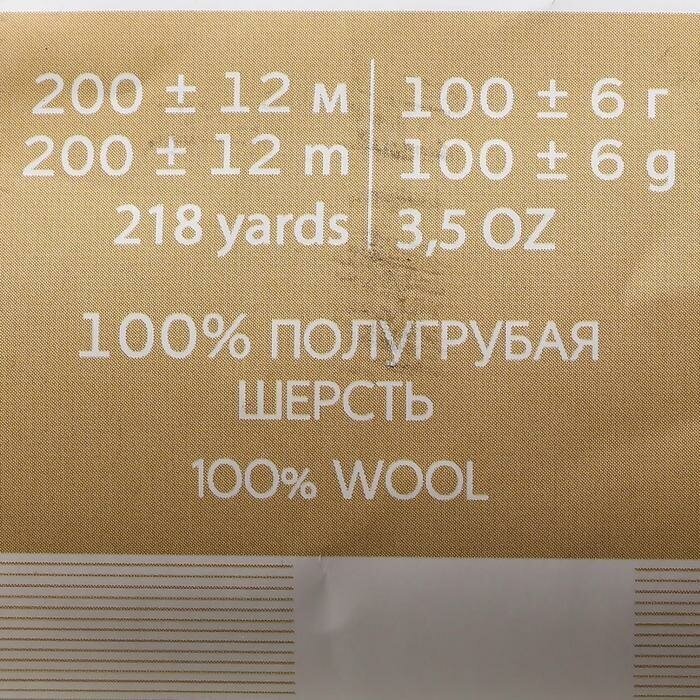 200 ± 12 м 100 ± 6 г
200 ± 12 m 100 ± 6 g
218 yards 3,5 OZ
100% ПОЛУГРУБАЯ
ШЕРСТЬ
100% WOOL